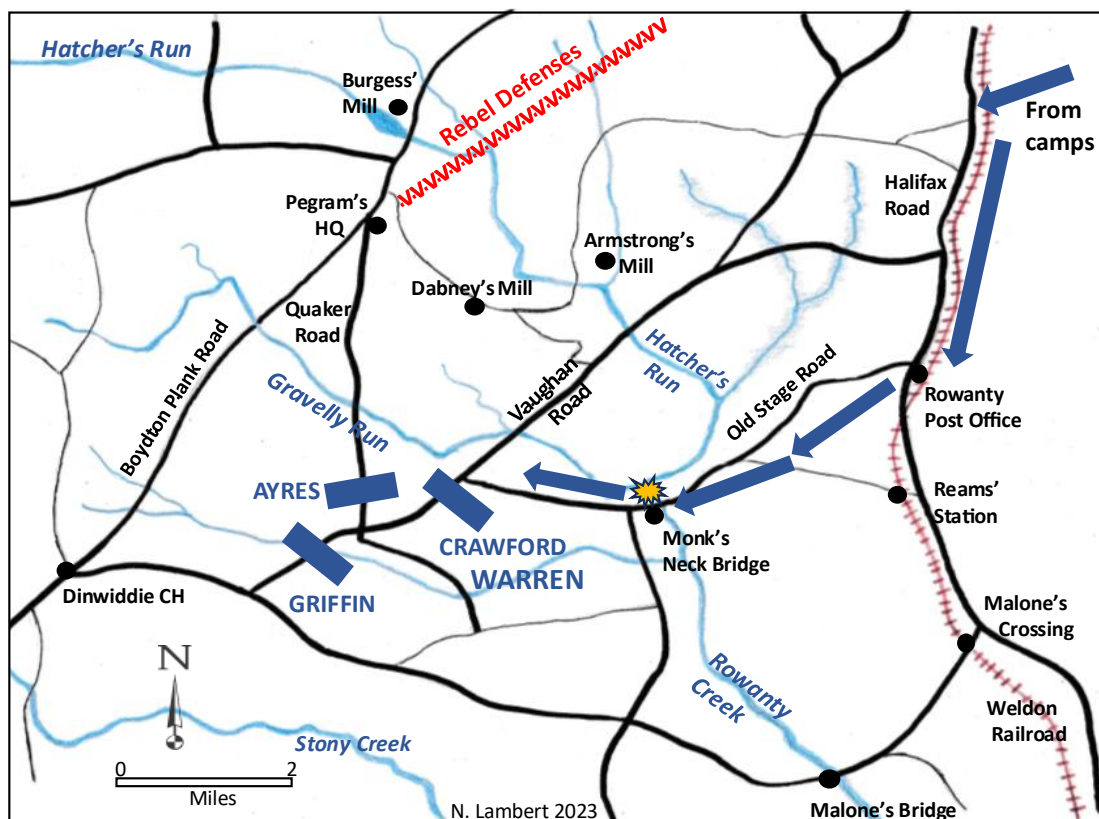 Hatcher's Run
Burgess'
Mill
Rebel Defenses
From
camps
Halifax
Road
Pegram's
HQ
Armstrong's
Mill
Dabney's Mill
Quaker
Road
Boydton Plank Road
Gravelly Run
Vaughan
Road
Hatcher's
Run
Old Stage Road
Rowanty
Post Office
AYRES
Reams'
Station
CRAWFORD
WARREN
Monk's
Neck Bridge
GRIFFIN
Dinwiddie CH
Malone's
Crossing
N
Rowanty
Creek
Weldon
Railroad
Stony Creek
0 2
Miles
N. Lambert 2023
Malone's Bridge